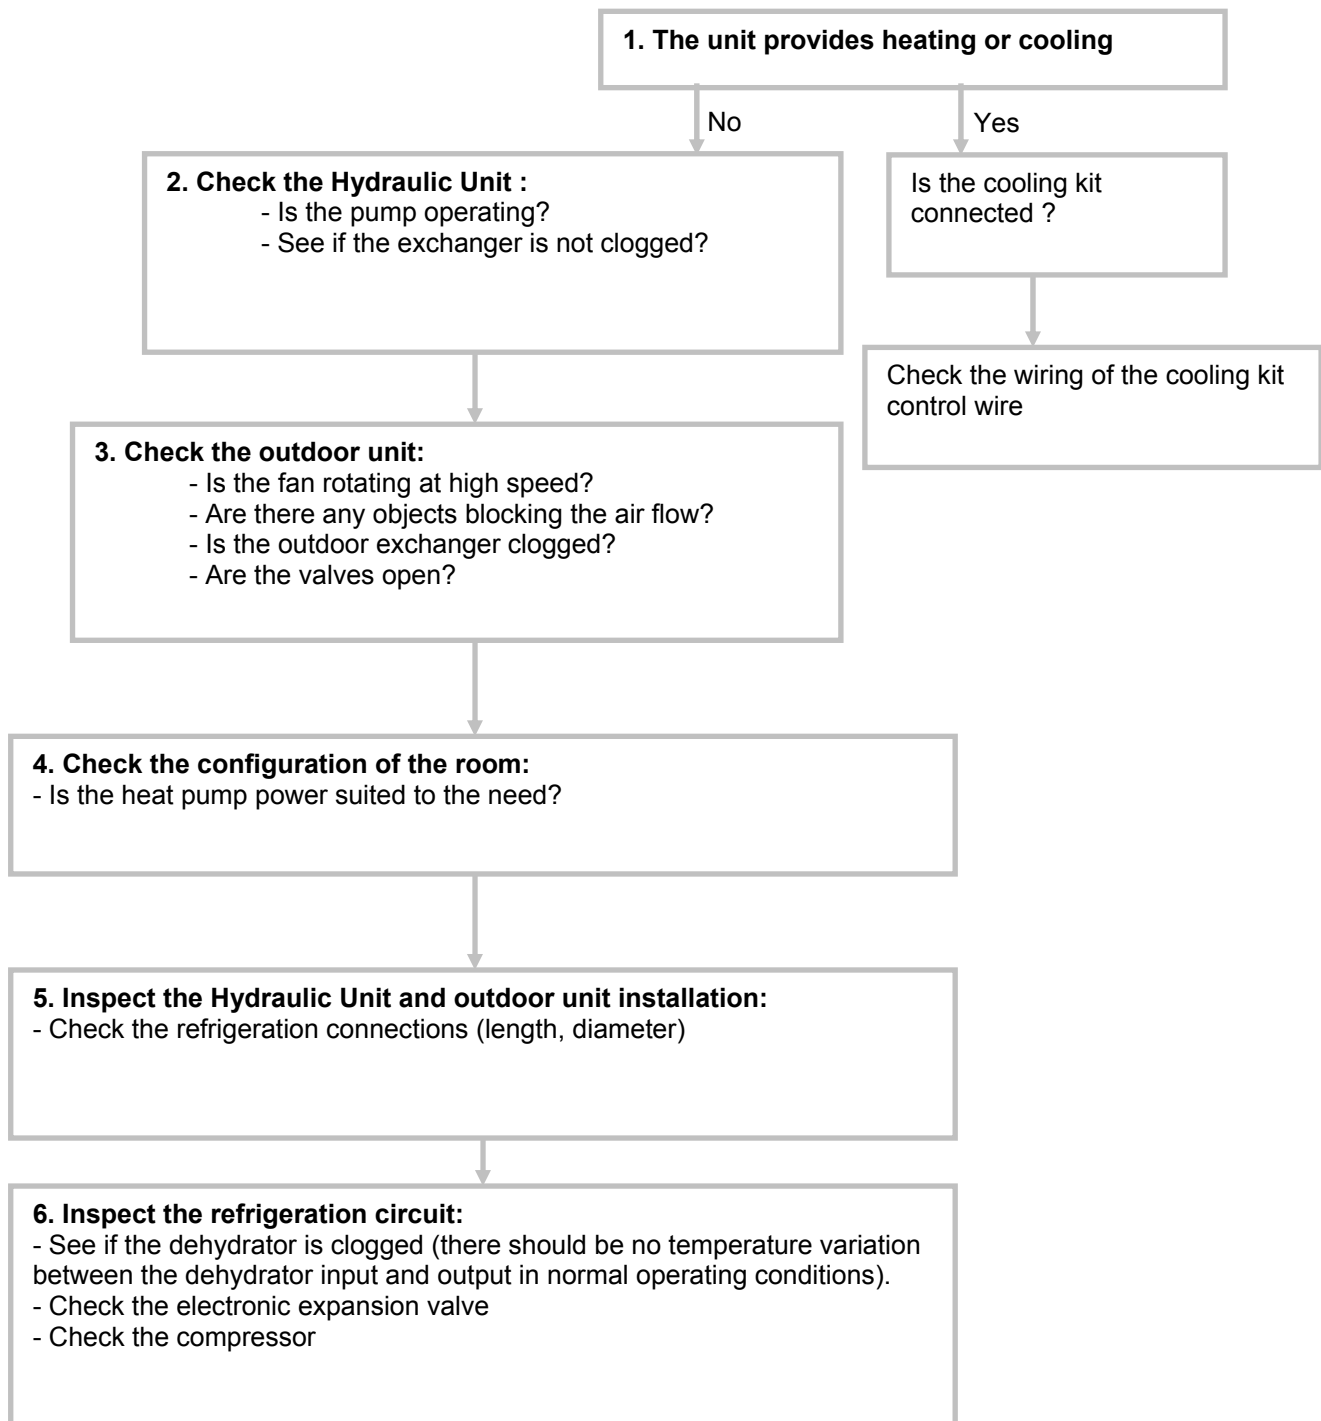 1. The unit provides heating or cooling
No
Yes
2. Check the Hydraulic Unit :
- Is the pump operating?
- See if the exchanger is not clogged?
Is the cooling kit
connected ?
Check the wiring of the cooling kit
control wire
3. Check the outdoor unit:
- Is the fan rotating at high speed?
- Are there any objects blocking the air flow?
- Is the outdoor exchanger clogged?
- Are the valves open?
4. Check the configuration of the room:
- Is the heat pump power suited to the need?
5. Inspect the Hydraulic Unit and outdoor unit installation:
- Check the refrigeration connections (length, diameter)
6. Inspect the refrigeration circuit:
- See if the dehydrator is clogged (there should be no temperature variation
between the dehydrator input and output in normal operating conditions).
- Check the electronic expansion valve
- Check the compressor